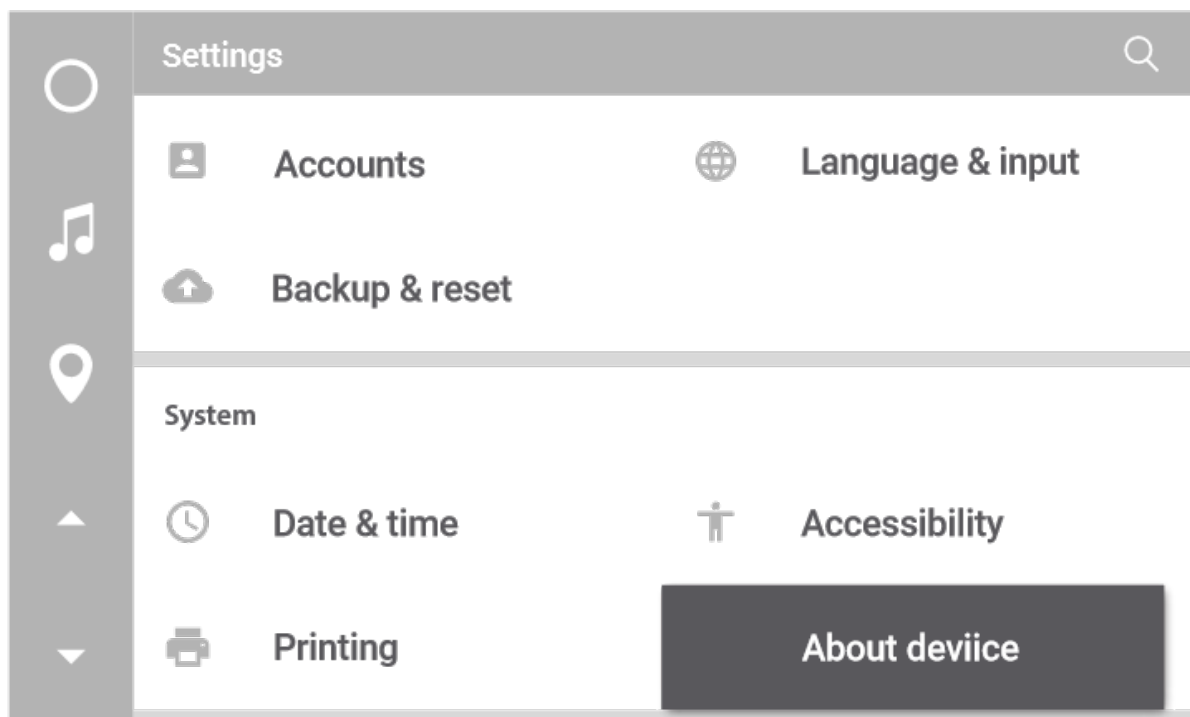 Settings
Accounts
Language & input
Backup & reset
System
Date & time
Accessibility
Printing
About deviice